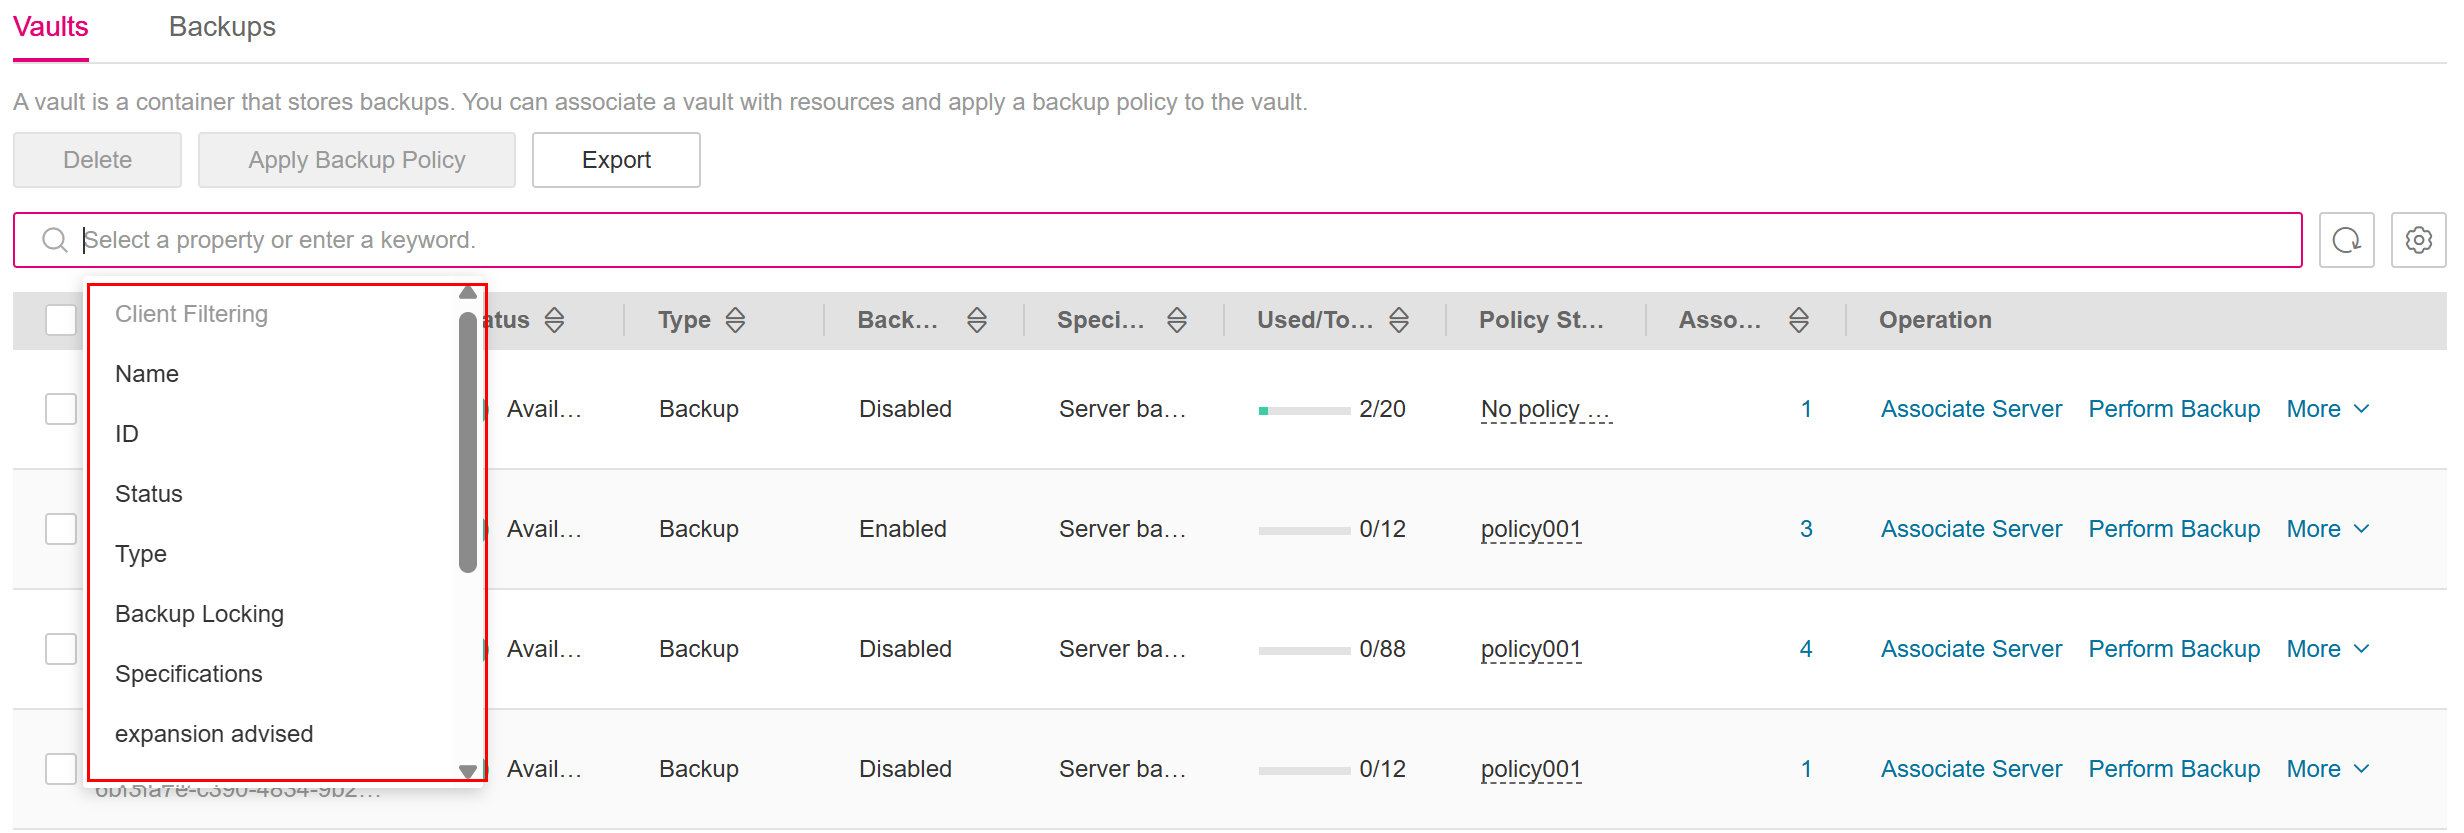 Vaults Backups
A vault is a container that stores backups. You can associate a vault with resources and apply a backup policy to the vault.
Delete Apply Backup Policy Export
Select a property or enter a keyword.
Client Filtering
Name
ID
Status
Type
Backup Locking
Specifications
expansion advised
atus Type Back... Speci... Used/To... Policy St... Asso... Operation
Avail... Backup Disabled Server ba... 2/20 No policy ... 1 Associate Server Perform Backup More
Avail... Backup Enabled Server ba... 0/12 policy001 3 Associate Server Perform Backup More
Avail... Backup Disabled Server ba... 0/88 policy001 4 Associate Server Perform Backup More
Avail... Backup Disabled Server ba... 0/12 policy001 1 Associate Server Perform Backup More